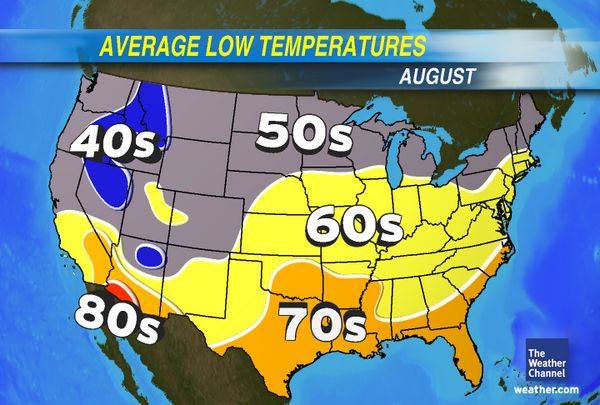 AVERAGE LOW TEMPERATURES
AUGUST
40s
50s
60s
80s
70s
The
Weather
Channel
weather.com